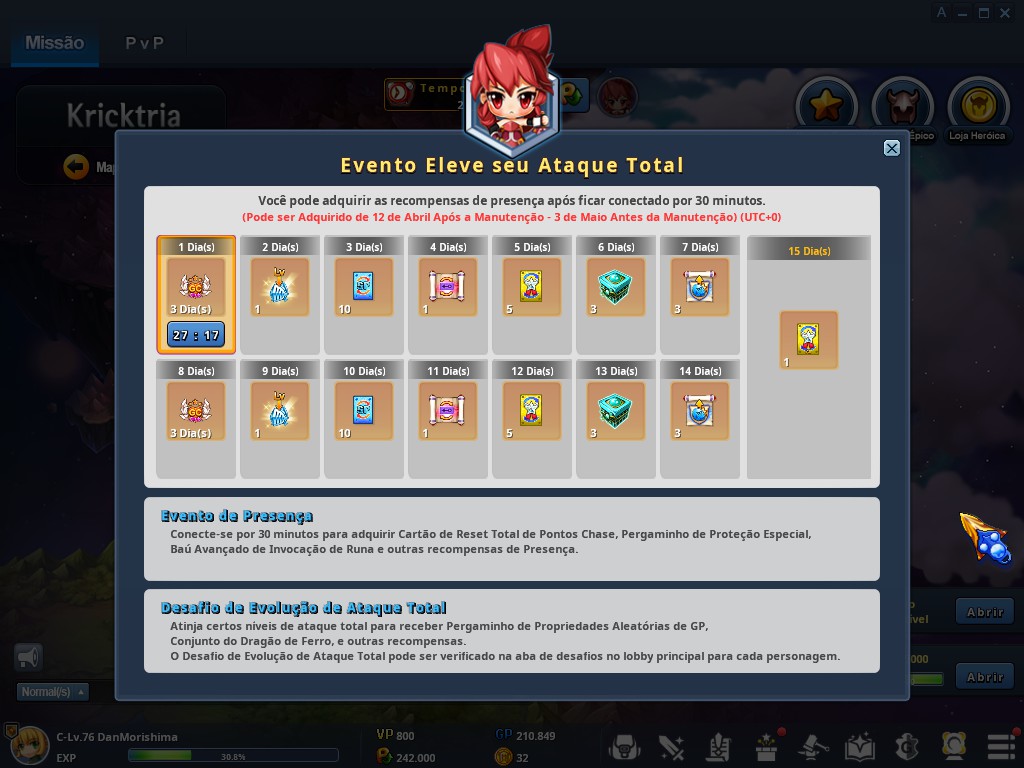 A
Missão
P v P
Kricktria
Tempo
2
Épico
Loja Heróica
Map
Evento Eleve seu Ataque Total
Você pode adquirir as recompensas de presença após ficar conectado por 30 minutos.
(Pode ser Adquirido de 12 de Abril Após a Manutenção - 3 de Maio Antes da Manutenção) (UTC+0)
1 Dia(s)
2 Dia(s)
3 Dia(s)
4 Dia(s)
5 Dia(s)
6 Dia(s)
7 Dia(s)
15 Dia(s)
GC
Lv
3 Dia(s)
1
10
1
5
3
3
27 : 17
1
8 Dia(s)
9 Dia(s)
10 Dia(s)
11 Dia(s)
12 Dia(s)
13 Dia(s)
14 Dia(s)
GC
Lv
3 Dia(s)
1
10
1
5
3
3
Evento de Presença
Conecte-se por 30 minutos para adquirir Cartão de Reset Total de Pontos Chase, Pergaminho de Proteção Especial,
Baú Avançado de Invocação de Runa e outras recompensas de Presença.
Desafio de Evolução de Ataque Total
Atinja certos níveis de ataque total para receber Pergaminho de Propriedades Aleatórias de GP,
Conjunto do Dragão de Ferro, e outras recompensas.
O Desafio de Evolução de Ataque Total pode ser verificado na aba de desafios no lobby principal para cada personagem.
Abrir
000
Abrir
Normal(/s)
C-Lv.76 DanMorishima
EXP
30.8%
VP 800
242.000
GP 210.849
32